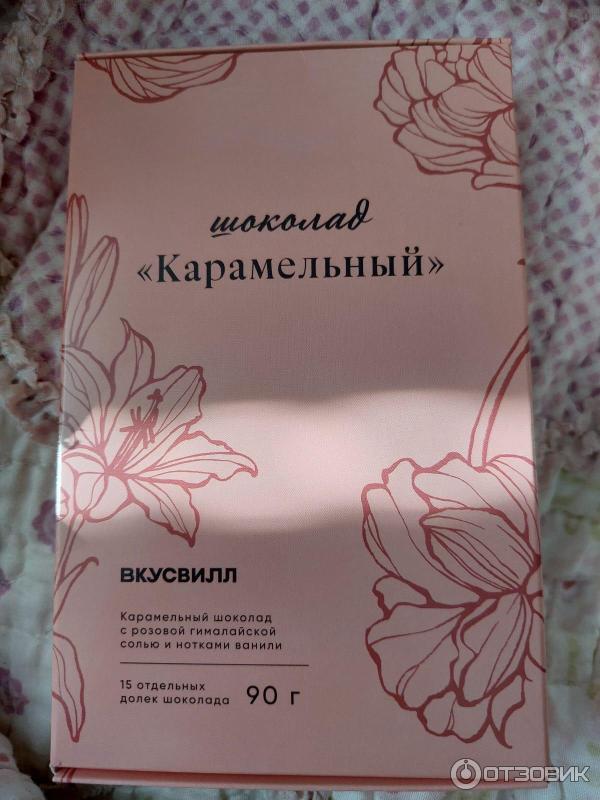 шоколад
«Карамельный»
ВКУСВИЛЛ
Карамельный шоколад
с розовой гималайской
солью и нотками ванили
15 отдельных
долек шоколада 90 г
ОТЗОВИК